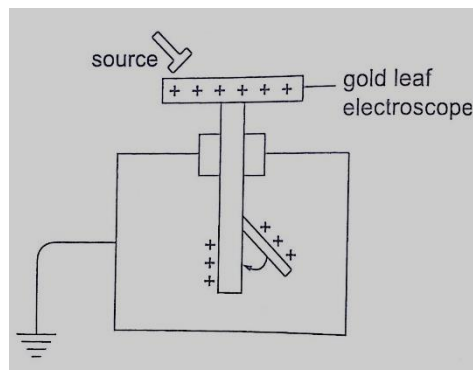 source
gold leaf
electroscope
+ + + + + +
+
+
+
+
+
+